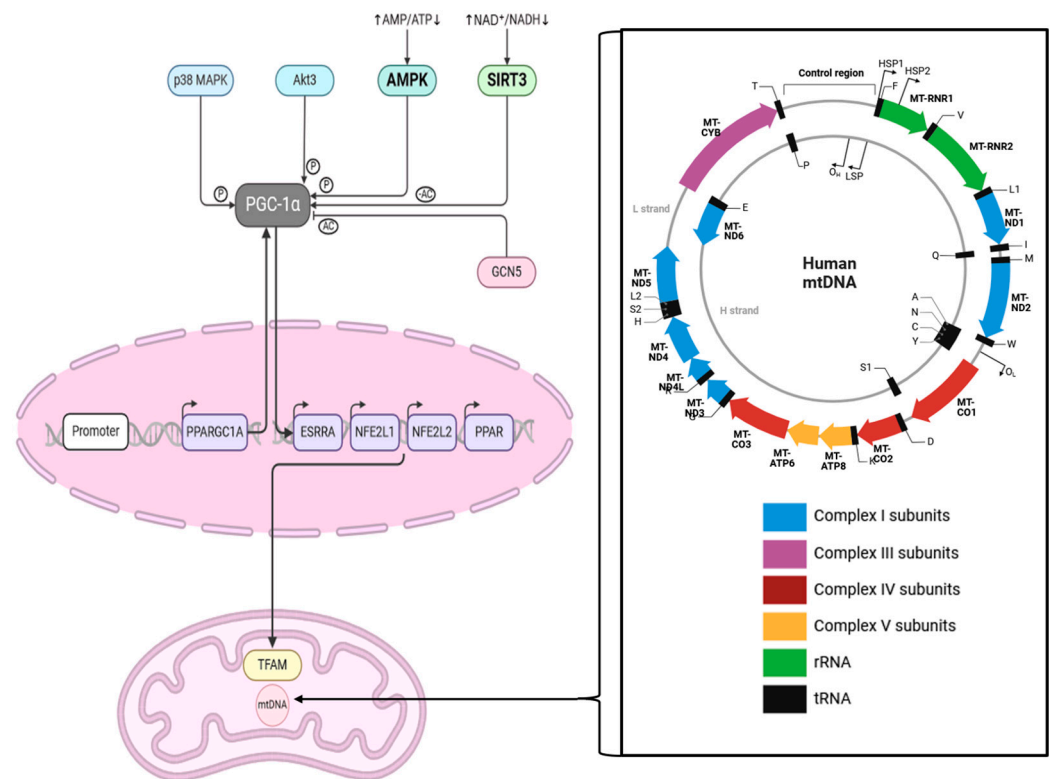 ↑AMP/ATP↓
↑NAD⁺/NADH↓
p38 MAPK
Akt3
AMPK
SIRT3
P
P
P
-AC
AC
PGC-1α
GCN5
Promoter
PPARGC1A
ESRRA
NFE2L1
NFE2L2
PPAR
TFAM
mtDNA
Control region
HSP1
HSP2
T
F
MT-RNR1
V
MT-
CYB
MT-RNR2
P
O_H
LSP
L1
MT-
ND1
L strand
E
MT-
ND6
I
Q
M
Human
mtDNA
MT-
ND5
MT-
ND2
L2
S2
H
H strand
A
N
C
Y
W
O_L
MT-
ND4
S1
MT-
ND4L
R
MT-
ND3
G
MT-
CO1
MT-
CO3
MT-
ATP6
MT-
ATP8
K
MT-
CO2
D
Complex I subunits
Complex III subunits
Complex IV subunits
Complex V subunits
rRNA
tRNA